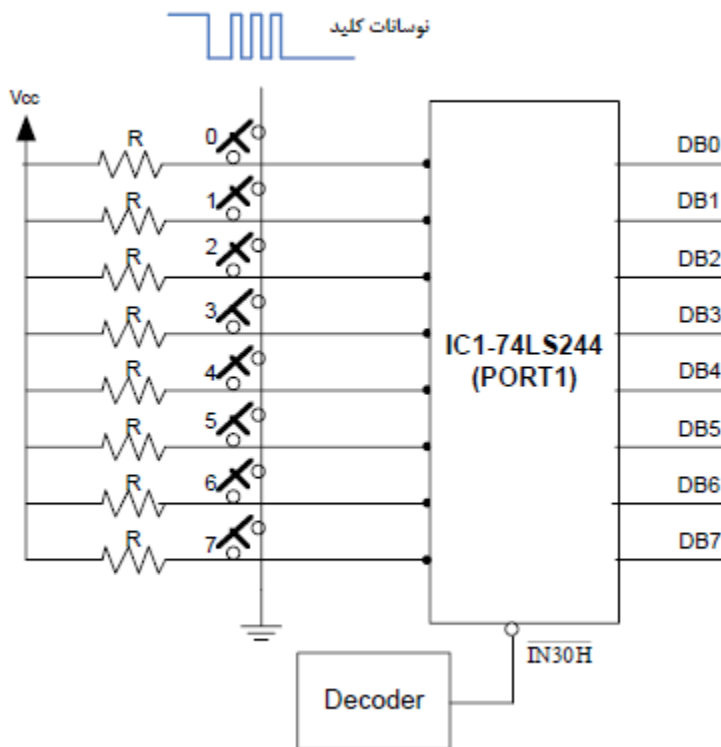 نوسانات کلید
Vcc
R 0 DB0
R 1 DB1
R 2 DB2
R 3 DB3
R 4 DB4
R 5 DB5
R 6 DB6
R 7 DB7
IC1-74LS244
(PORT1)
IN30H
Decoder